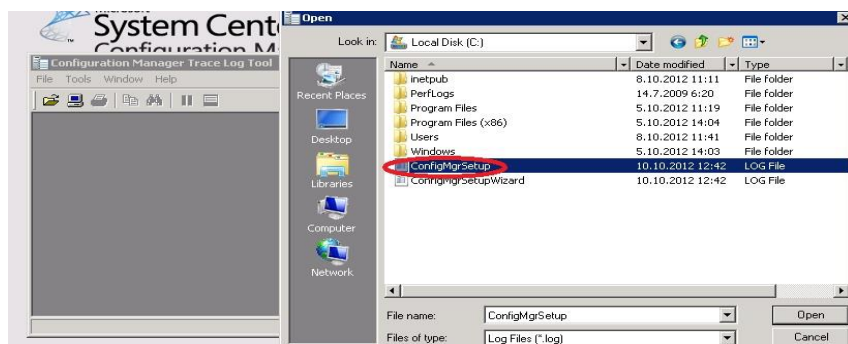 Microsoft
System Cent
Configuration M
Configuration Manager Trace Log Tool
File Tools Window Help
Open
Look in: Local Disk (C:)
Name Date modified Type
inetpub 8.10.2012 11:11 File folder
PerfLogs 14.7.2009 6:20 File folder
Program Files 5.10.2012 11:19 File folder
Program Files (x86) 5.10.2012 14:04 File folder
Users 8.10.2012 11:41 File folder
Windows 5.10.2012 14:03 File folder
ConfigMgrSetup 10.10.2012 12:42 LOG File
ConfigMgrSetupWizard 10.10.2012 12:42 LOG File
Recent Places
Desktop
Libraries
Computer
Network
File name: ConfigMgrSetup Open
Files of type: Log Files (*.log) Cancel